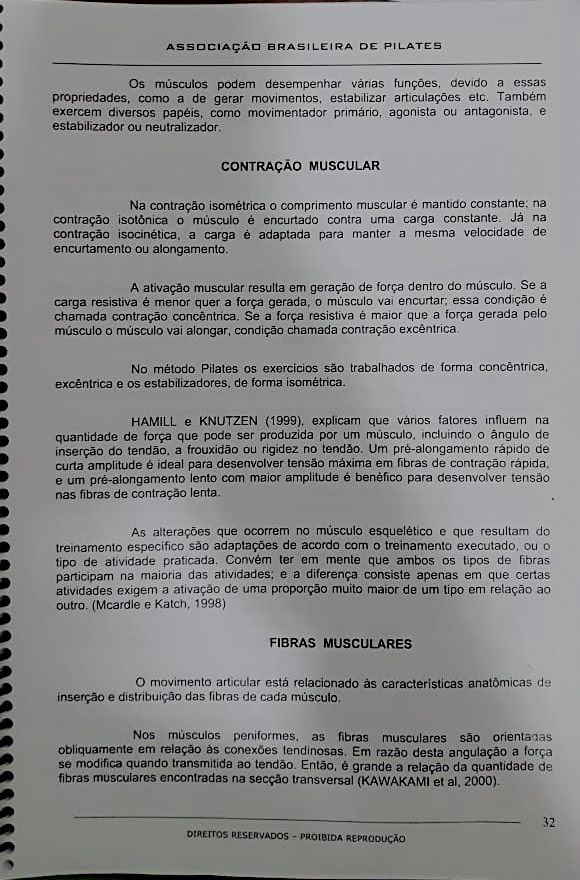 ASSOCIAÇÃO BRASILEIRA DE PILATES
Os músculos podem desempenhar várias funções, devido a essas
propriedades, como a de gerar movimentos, estabilizar articulações etc. Também
exercem diversos papéis, como movimentador primário, agonista ou antagonista, e
estabilizador ou neutralizador.
CONTRAÇÃO MUSCULAR
Na contração isométrica o comprimento muscular é mantido constante; na
contração isotônica o músculo é encurtado contra uma carga constante. Já na
contração isocinética, a carga é adaptada para manter a mesma velocidade de
encurtamento ou alongamento.
A ativação muscular resulta em geração de força dentro do músculo. Se a
carga resistiva é menor quer a força gerada, o músculo vai encurtar; essa condição é
chamada contração concêntrica. Se a força resistiva é maior que a força gerada pelo
músculo o músculo vai alongar, condição chamada contração excêntrica.
No método Pilates os exercícios são trabalhados de forma concêntrica,
excêntrica e os estabilizadores, de forma isométrica.
HAMILL e KNUTZEN (1999), explicam que vários fatores influem na
quantidade de força que pode ser produzida por um músculo, incluindo o ângulo de
inserção do tendão, a frouxidão ou rigidez no tendão. Um pré-alongamento rápido de
curta amplitude é ideal para desenvolver tensão máxima em fibras de contração rápida,
e um pré-alongamento lento com maior amplitude é benéfico para desenvolver tensão
nas fibras de contração lenta.
As alterações que ocorrem no músculo esquelético e que resultam do
treinamento específico são adaptações de acordo com o treinamento executado, ou o
tipo de atividade praticada. Convém ter em mente que ambos os tipos de fibras
participam na maioria das atividades; e a diferença consiste apenas em que certas
atividades exigem a ativação de uma proporção muito maior de um tipo em relação ao
outro. (Mcardle e Katch, 1998)
FIBRAS MUSCULARES
O movimento articular está relacionado às características anatômicas de
inserção e distribuição das fibras de cada músculo.
Nos músculos peniformes, as fibras musculares são orientadas
obliquamente em relação às conexões tendinosas. Em razão desta angulação a força
se modifica quando transmitida ao tendão. Então, é grande a relação da quantidade de
fibras musculares encontradas na secção transversal (KAWAKAMI et al, 2000).
32
DIREITOS RESERVADOS – PROIBIDA REPRODUÇÃO